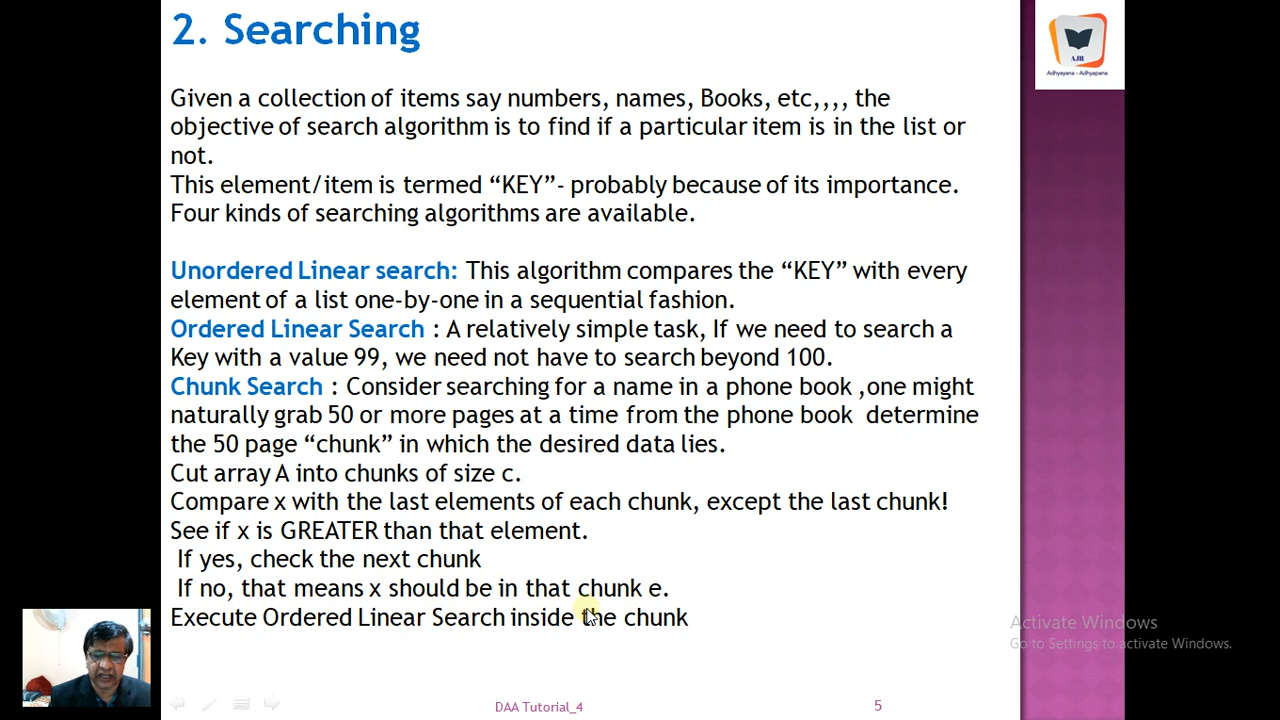 2. Searching
AJR
Adhyayana - Adhyapana
Given a collection of items say numbers, names, Books, etc,,,, the
objective of search algorithm is to find if a particular item is in the list or
not.
This element/item is termed “KEY”- probably because of its importance.
Four kinds of searching algorithms are available.
Unordered Linear search: This algorithm compares the “KEY” with every
element of a list one-by-one in a sequential fashion.
Ordered Linear Search : A relatively simple task, If we need to search a
Key with a value 99, we need not have to search beyond 100.
Chunk Search : Consider searching for a name in a phone book ,one might
naturally grab 50 or more pages at a time from the phone book determine
the 50 page “chunk” in which the desired data lies.
Cut array A into chunks of size c.
Compare x with the last elements of each chunk, except the last chunk!
See if x is GREATER than that element.
If yes, check the next chunk
If no, that means x should be in that chunk e.
Execute Ordered Linear Search inside the chunk
Activate Windows
Go to Settings to activate Windows.
DAA Tutorial_4
5